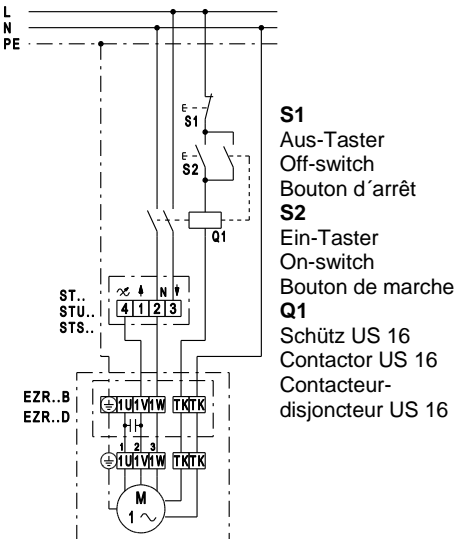 L
N
PE
S1
S2
Q1
S1
Aus-Taster
Off-switch
Bouton d´arrêt
S2
Ein-Taster
On-switch
Bouton de marche
Q1
Schütz US 16
Contactor US 16
Contacteur-
disjoncteur US 16
ST..
STU..
STS..
N
4 1 2 3
EZR..B
EZR..D
1U 1V 1W TK TK
1 2 3
1U 1V 1W TK TK
M
1 ~